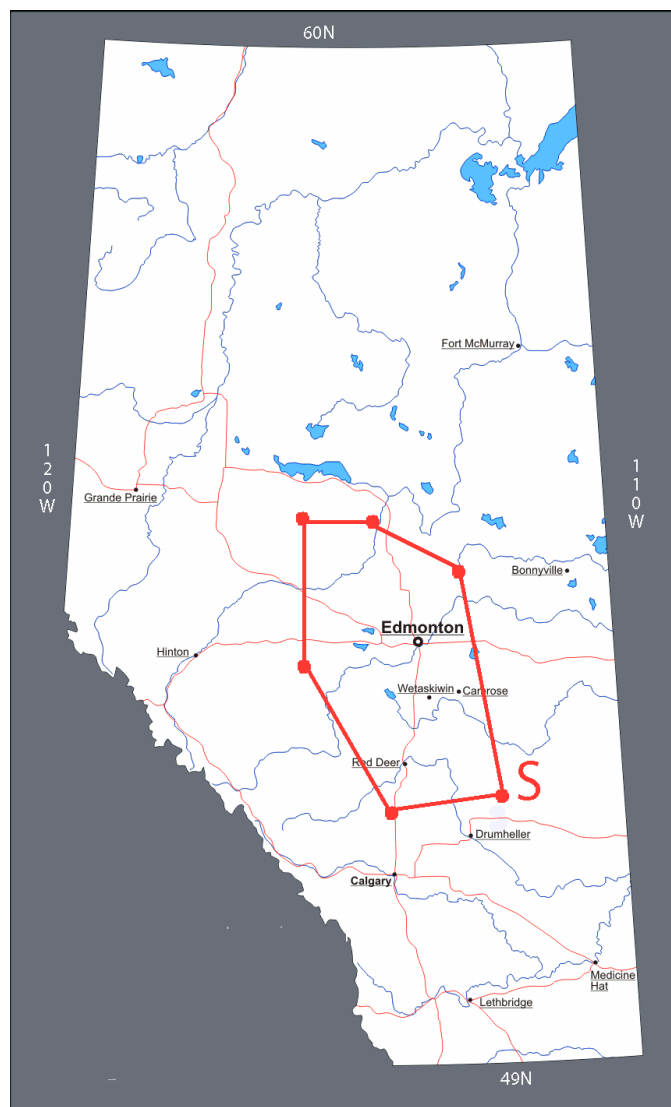 60N
Fort McMurray
1
2
0
W
1
1
0
W
Grande Prairie
Bonnyville
Edmonton
Hinton
Wetaskiwin
Camrose
Red Deer
S
Drumheller
Calgary
Medicine
Hat
Lethbridge
49N